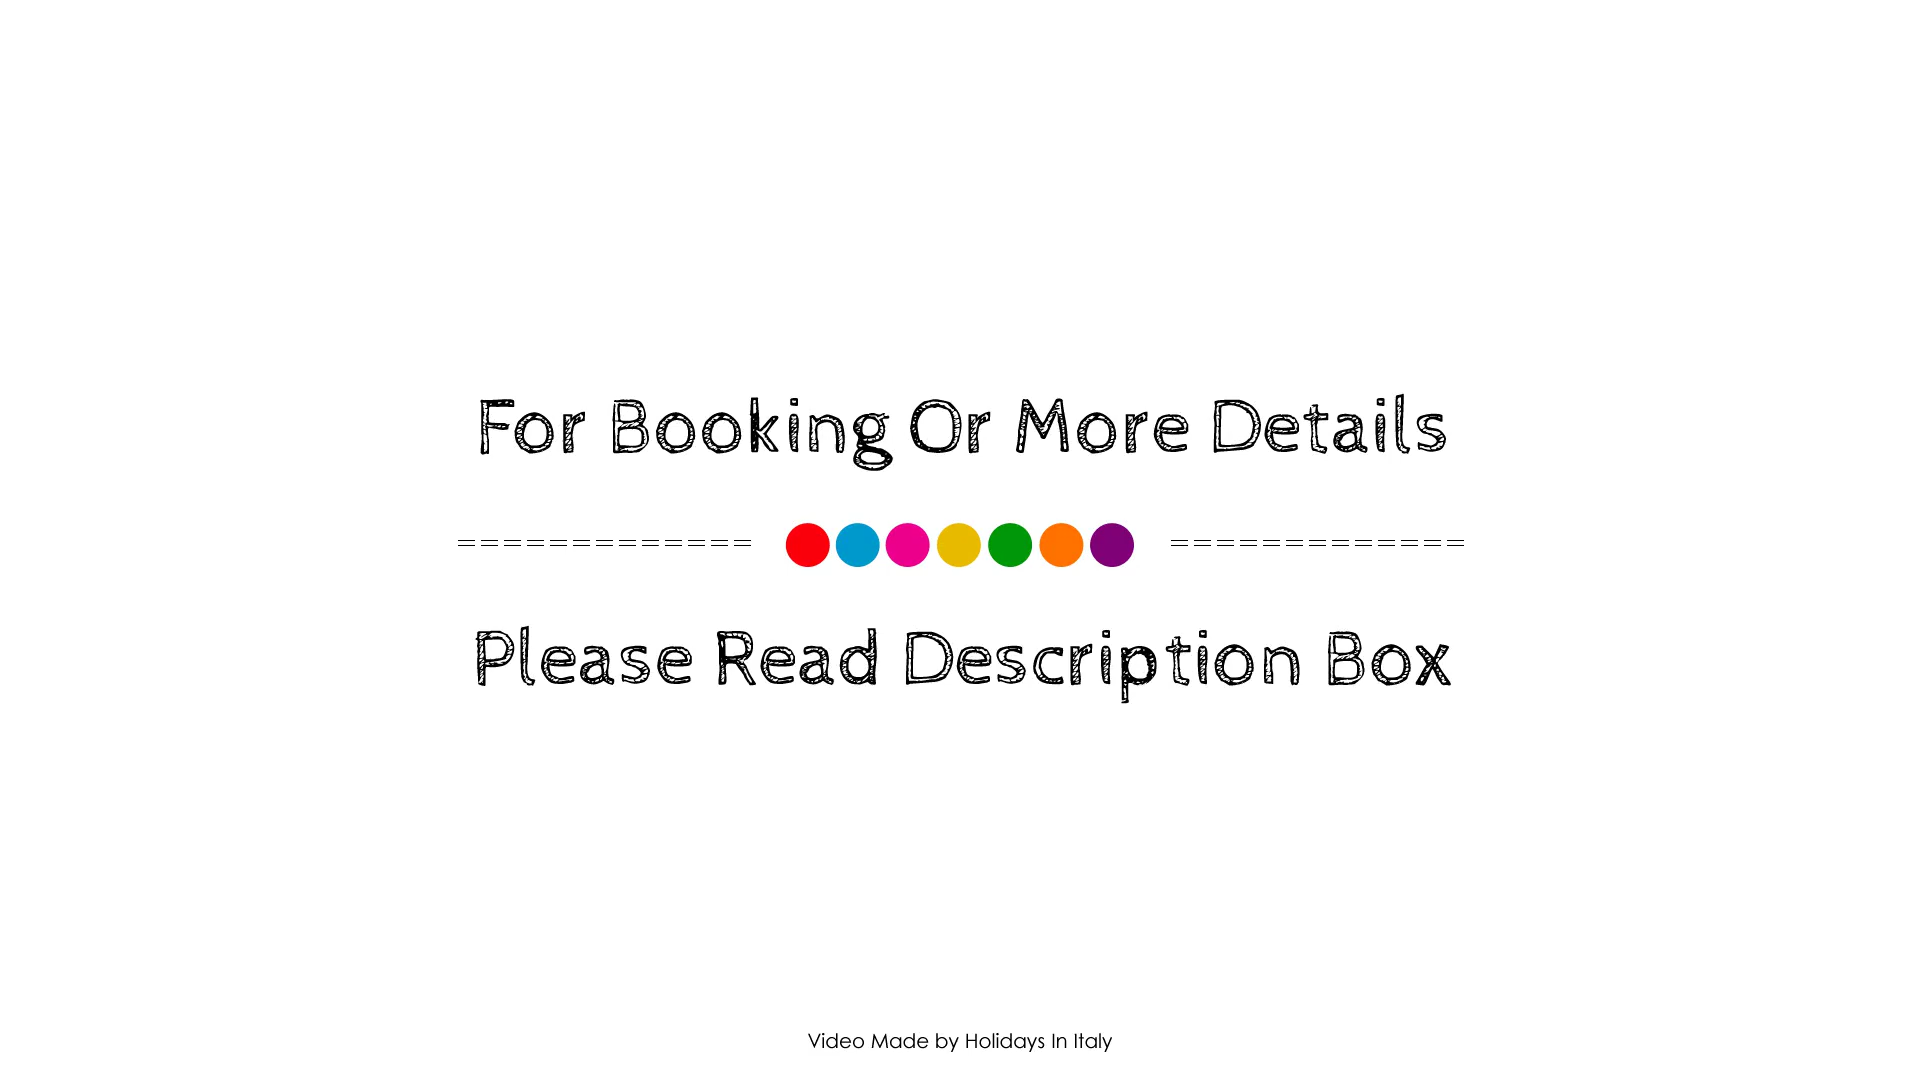 For Booking Or More Details
============= =============
Please Read Description Box
Video Made by Holidays In Italy